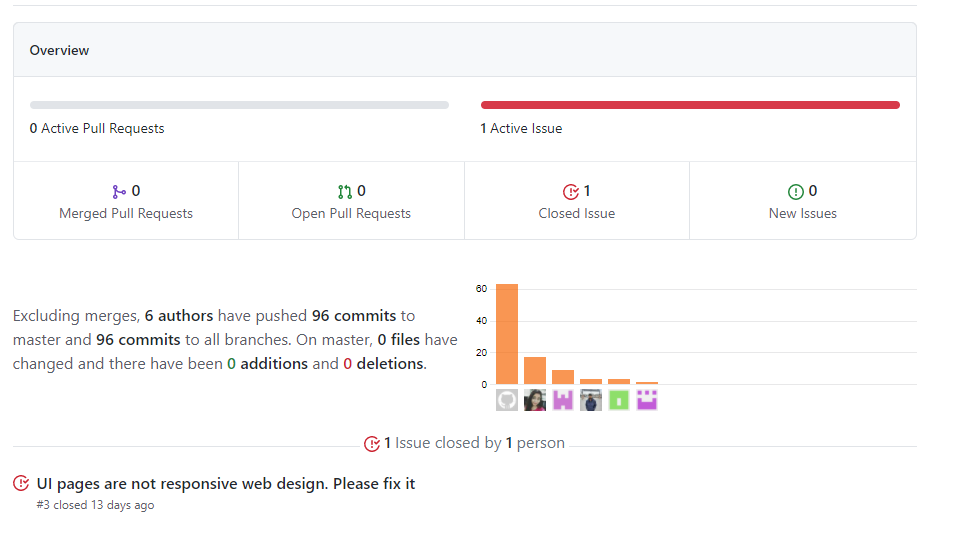 Overview
0 Active Pull Requests
1 Active Issue
0
Merged Pull Requests
0
Open Pull Requests
1
Closed Issue
0
New Issues
Excluding merges, 6 authors have pushed 96 commits to
master and 96 commits to all branches. On master, 0 files have
changed and there have been 0 additions and 0 deletions.
60
40
20
0
1 Issue closed by 1 person
UI pages are not responsive web design. Please fix it
#3 closed 13 days ago